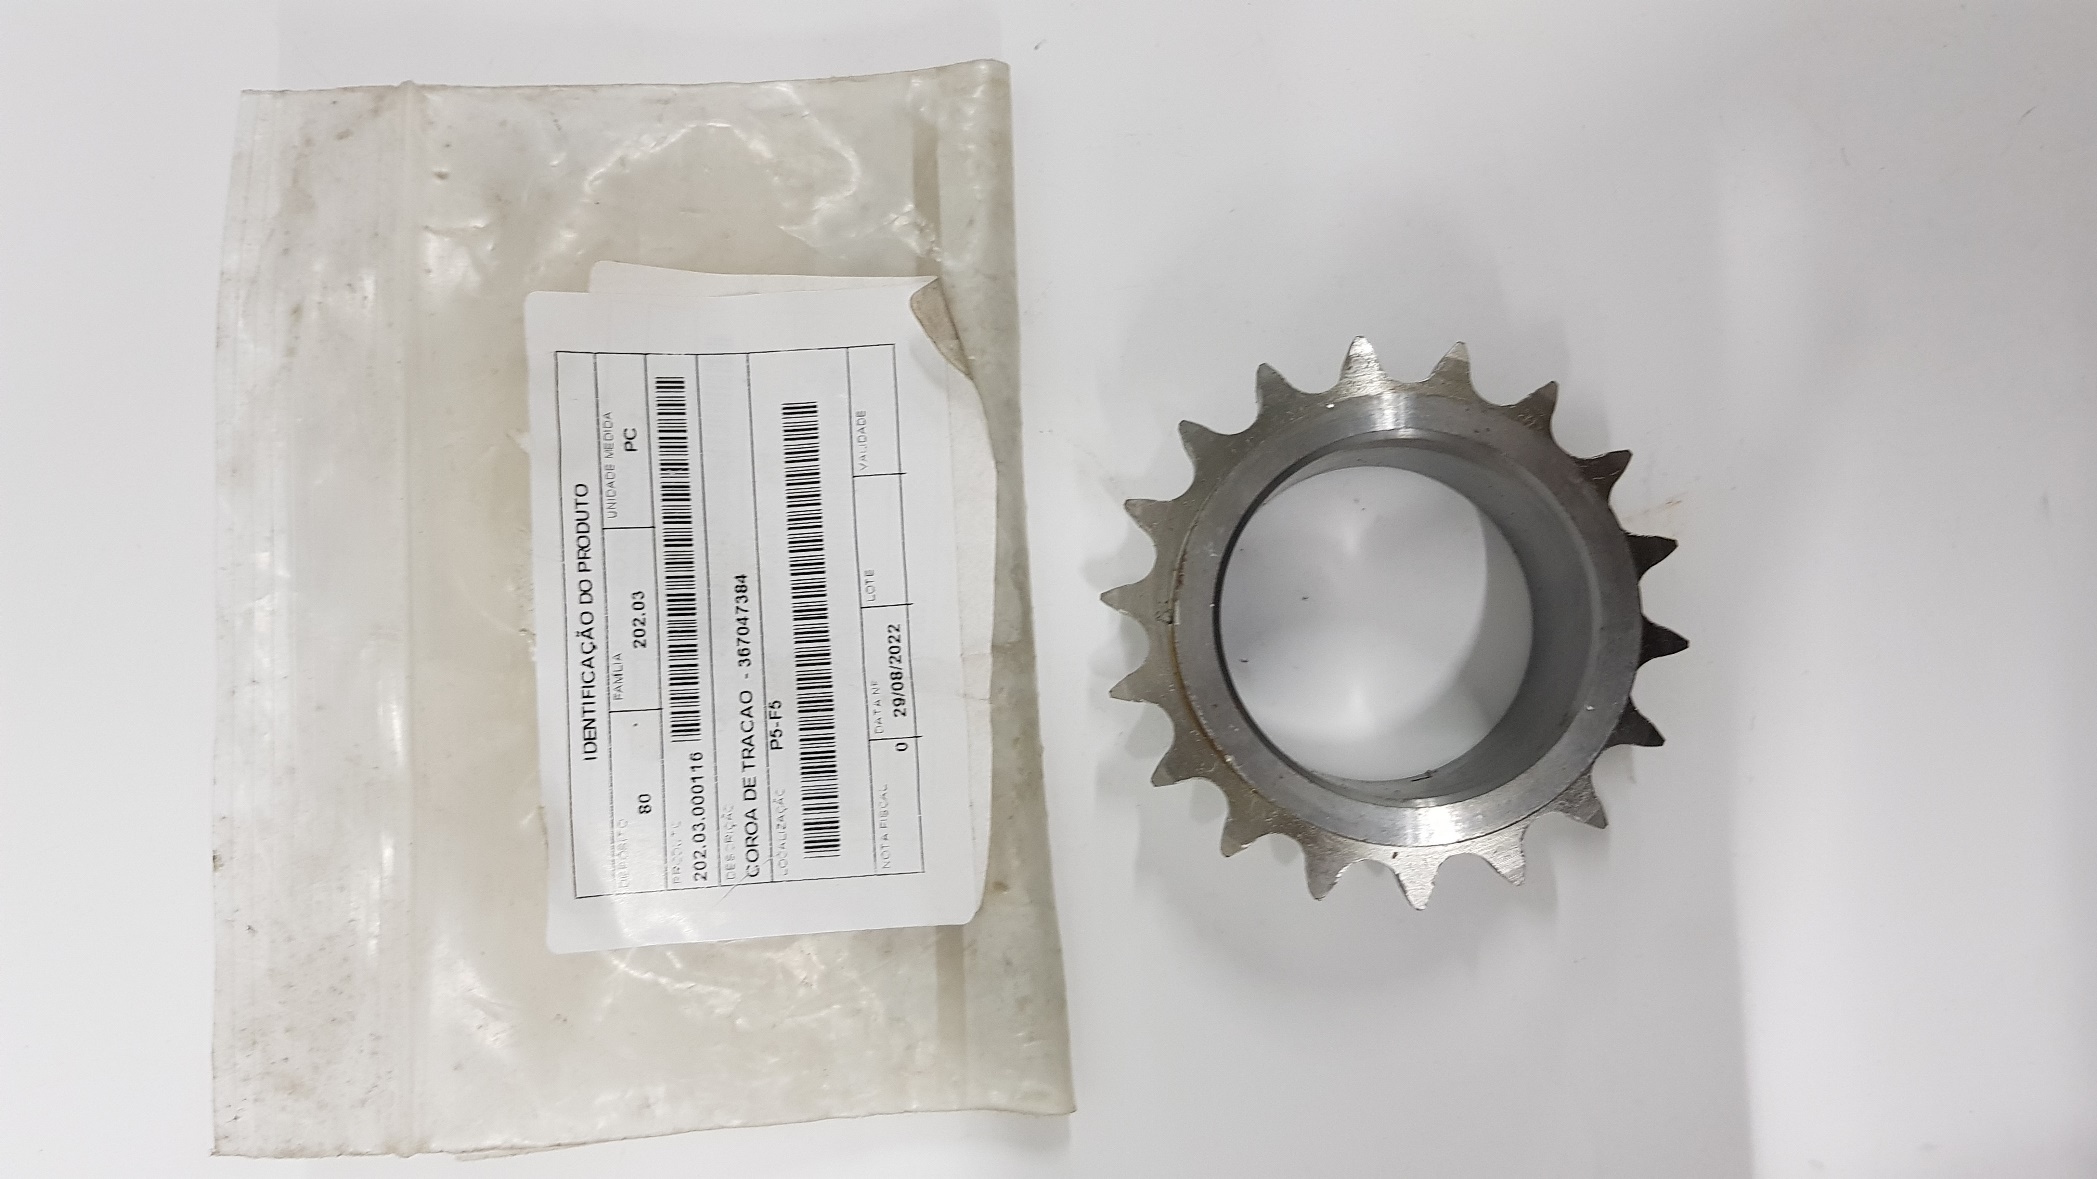 IDENTIFICAÇÃO DO PRODUTO
DEPÓSITO FAMÍLIA UNIDADE MEDIDA
80 202.03 PC
PRODUTO
202.03.000116
DESCRIÇÃO
COROA DE TRACAO - 367047384
LOCALIZAÇÃO P5-F5
NOTA FISCAL DATA NF LOTE VALIDADE
0 29/08/2022